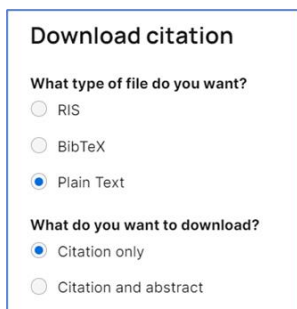 Download citation
What type of file do you want?
RIS
BibTeX
Plain Text
What do you want to download?
Citation only
Citation and abstract